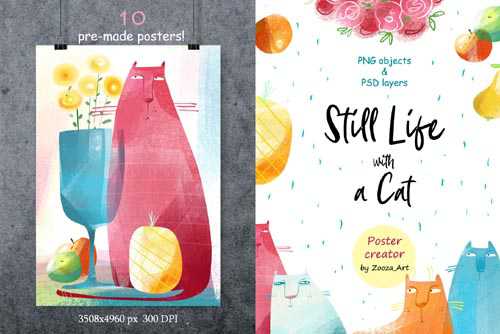 10
pre-made posters!
3508x4960 px  300 DPI
PNG objects
&
PSD layers
Still Life
with
a Cat
Poster
creator
by Zooza_Art